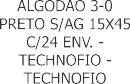 ALGODAO 3-0
PRETO S/AG 15X45
C/24 ENV. -
TECHNOFIO -
TECHNOFIO